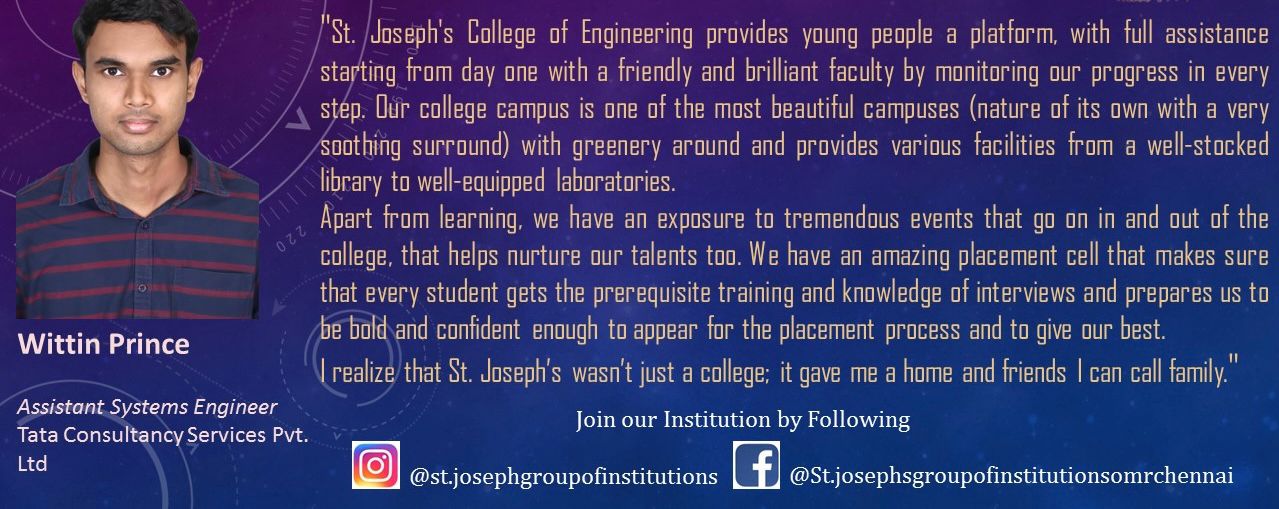 "St. Joseph's College of Engineering provides young people a platform, with full assistance
starting from day one with a friendly and brilliant faculty by monitoring our progress in every
step. Our college campus is one of the most beautiful campuses (nature of its own with a very
soothing surround) with greenery around and provides various facilities from a well-stocked
library to well-equipped laboratories.
Apart from learning, we have an exposure to tremendous events that go on in and out of the
college, that helps nurture our talents too. We have an amazing placement cell that makes sure
that every student gets the prerequisite training and knowledge of interviews and prepares us to
be bold and confident enough to appear for the placement process and to give our best.
I realize that St. Joseph’s wasn’t just a college; it gave me a home and friends I can call family."
Wittin Prince
Assistant Systems Engineer
Tata Consultancy Services Pvt.
Ltd
Join our Institution by Following
@st.josephgroupofinstitutions
@St.josephsgroupofinstitutionsomrchennai
220